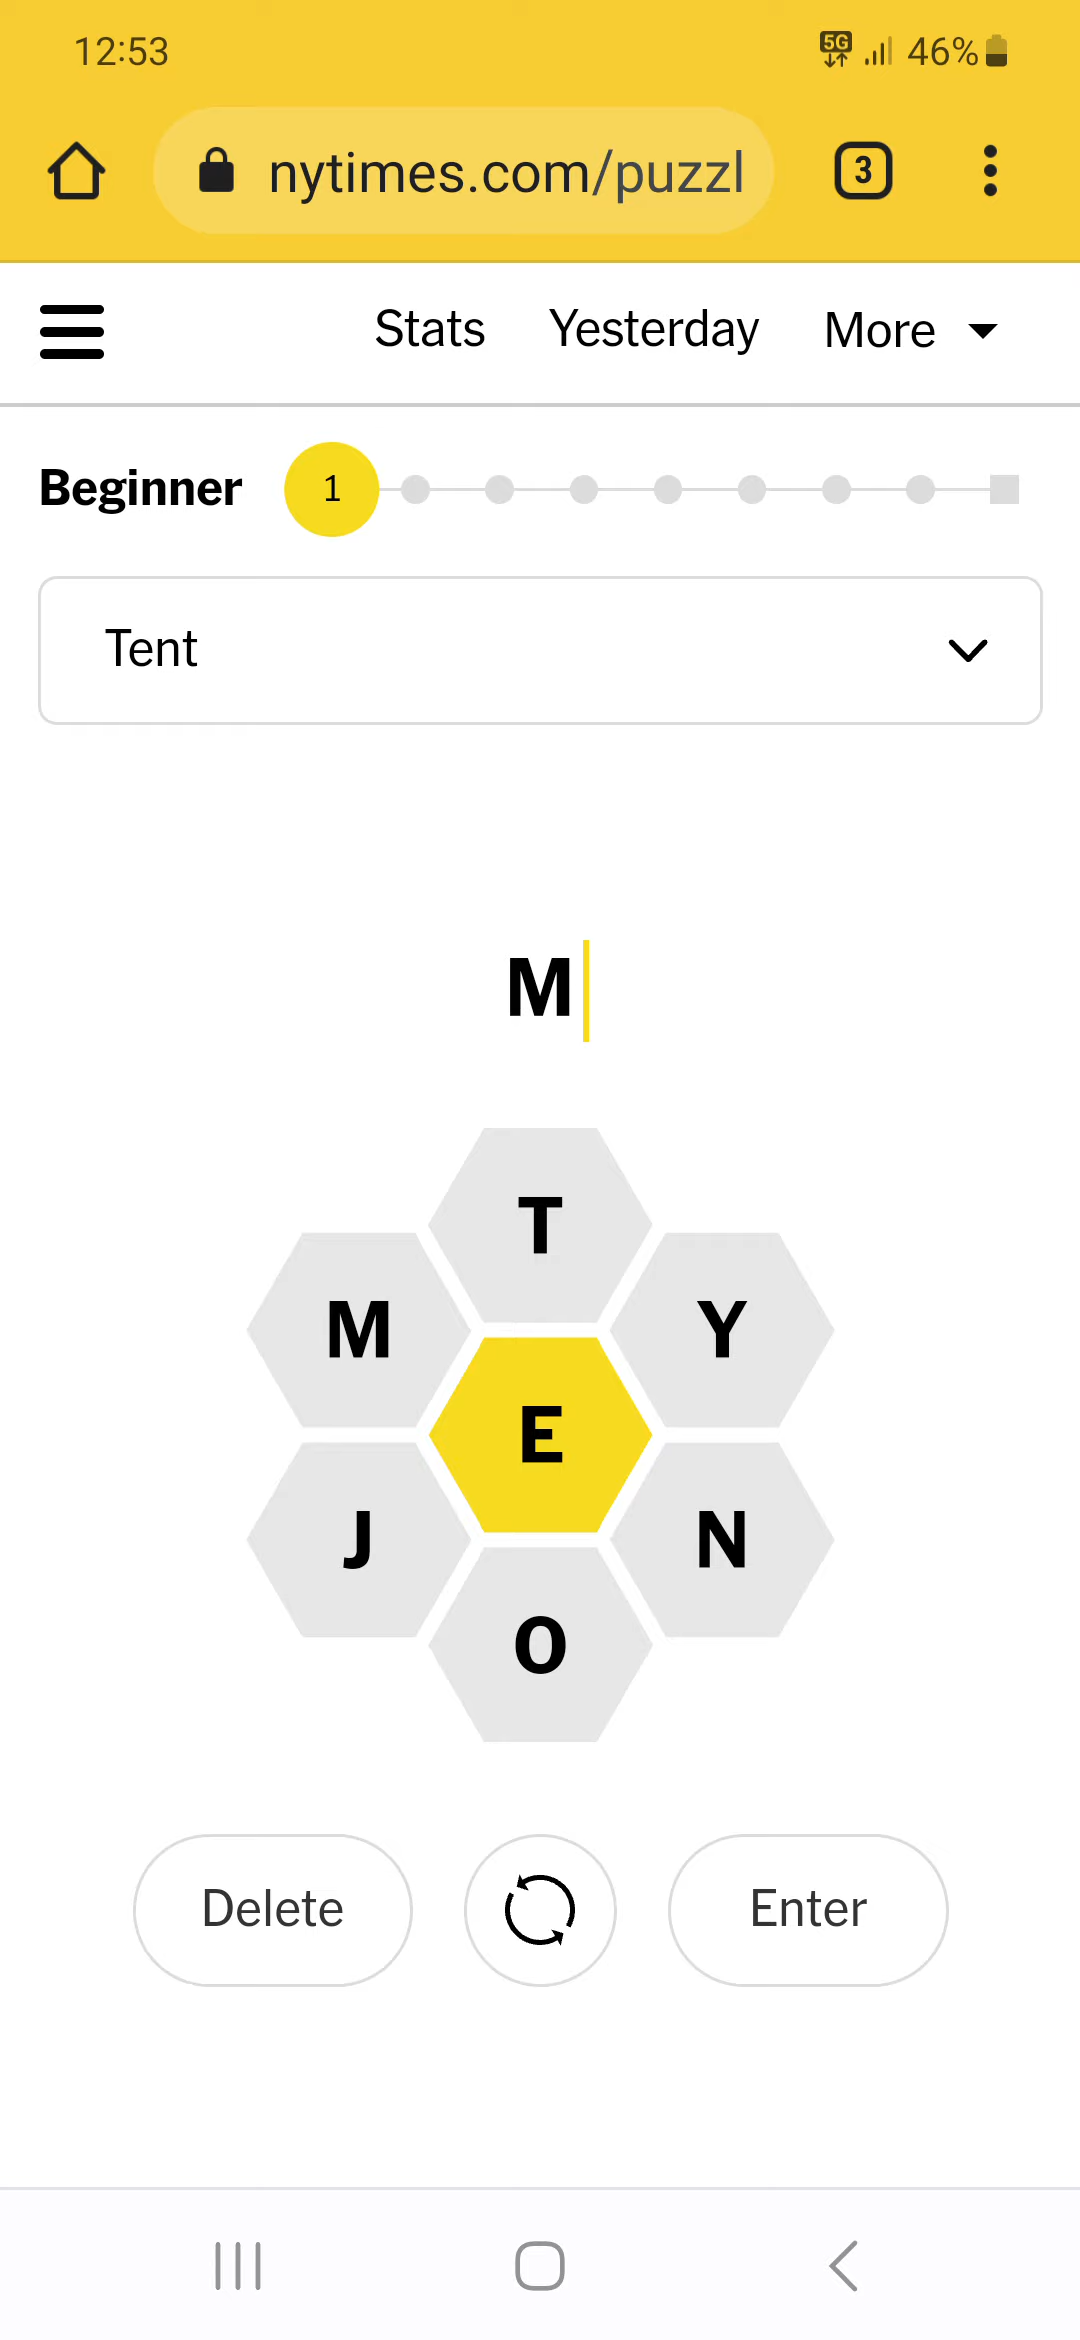 12:53 5G 46%
nytimes.com/puzzl 3
Stats Yesterday More
Beginner 1
Tent
M
T
M Y
E
J N
O
Delete Enter